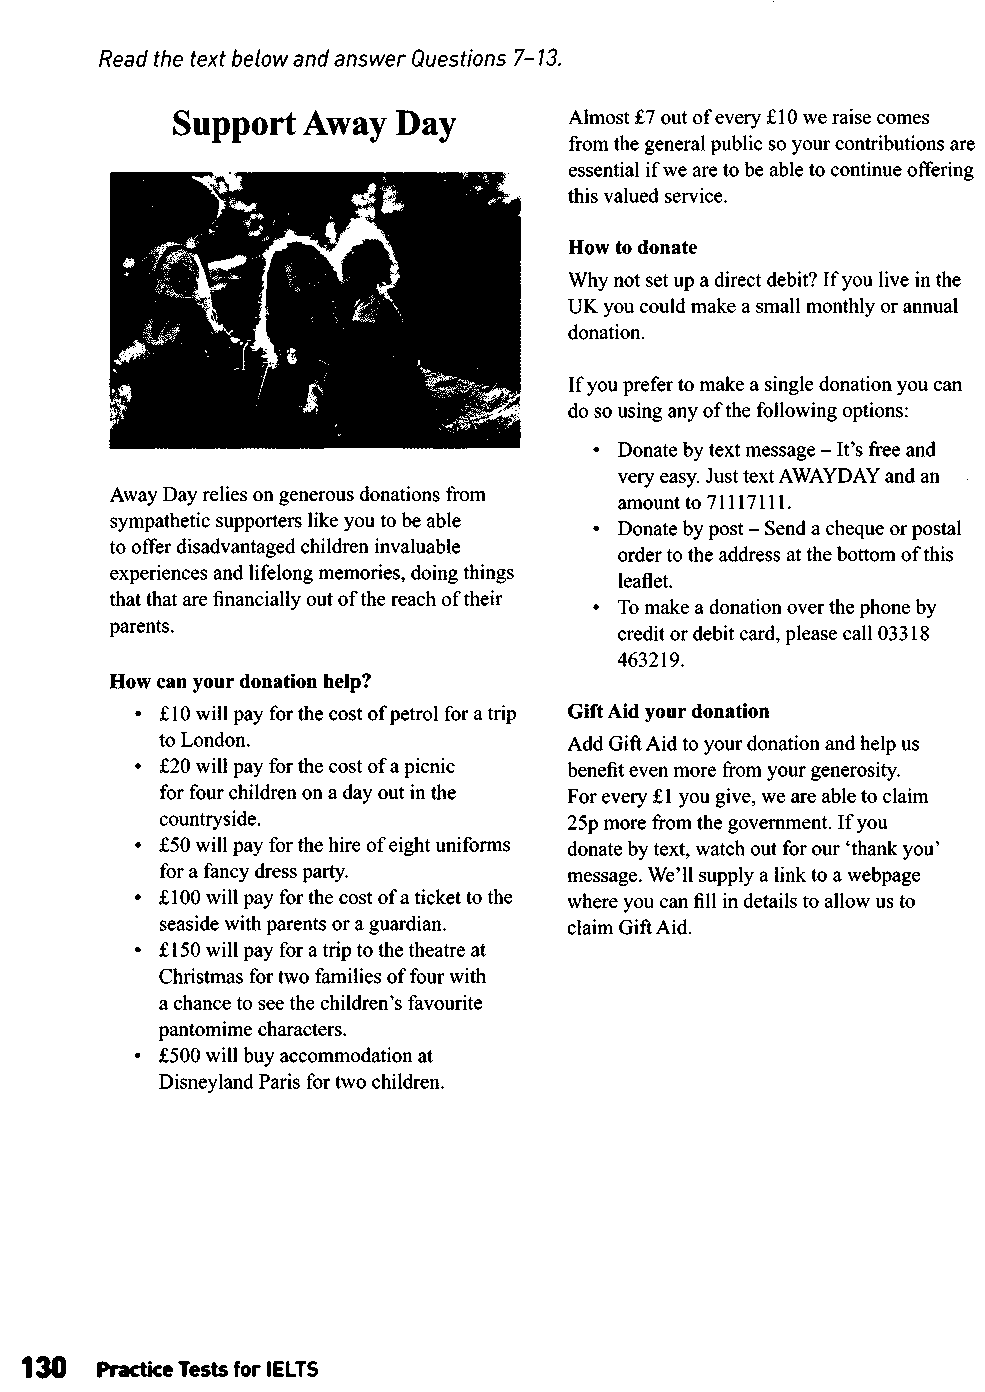 Read the text below and answer Questions 7–13.
Support Away Day
Away Day relies on generous donations from
sympathetic supporters like you to be able
to offer disadvantaged children invaluable
experiences and lifelong memories, doing things
that that are financially out of the reach of their
parents.
How can your donation help?
• £10 will pay for the cost of petrol for a trip
to London.
• £20 will pay for the cost of a picnic
for four children on a day out in the
countryside.
• £50 will pay for the hire of eight uniforms
for a fancy dress party.
• £100 will pay for the cost of a ticket to the
seaside with parents or a guardian.
• £150 will pay for a trip to the theatre at
Christmas for two families of four with
a chance to see the children's favourite
pantomime characters.
• £500 will buy accommodation at
Disneyland Paris for two children.
Almost £7 out of every £10 we raise comes
from the general public so your contributions are
essential if we are to be able to continue offering
this valued service.
How to donate
Why not set up a direct debit? If you live in the
UK you could make a small monthly or annual
donation.
If you prefer to make a single donation you can
do so using any of the following options:
• Donate by text message – It's free and
very easy. Just text AWAYDAY and an
amount to 71117111.
• Donate by post – Send a cheque or postal
order to the address at the bottom of this
leaflet.
• To make a donation over the phone by
credit or debit card, please call 03318
463219.
Gift Aid your donation
Add Gift Aid to your donation and help us
benefit even more from your generosity.
For every £1 you give, we are able to claim
25p more from the government. If you
donate by text, watch out for our 'thank you'
message. We'll supply a link to a webpage
where you can fill in details to allow us to
claim Gift Aid.
130 Practice Tests for IELTS